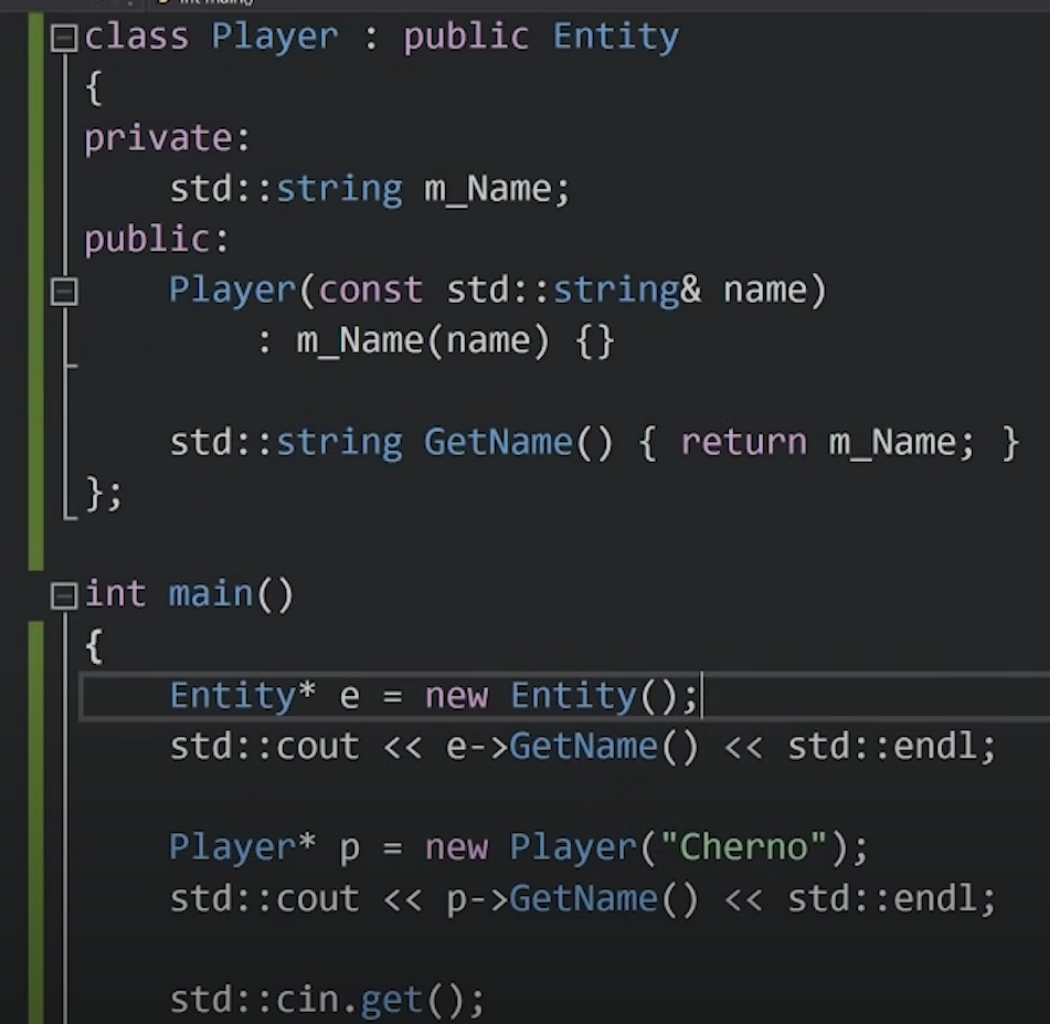 class Player : public Entity
{
private:
    std::string m_Name;
public:
    Player(const std::string& name)
        : m_Name(name) {}

    std::string GetName() { return m_Name; }
};

int main()
{
    Entity* e = new Entity();
    std::cout << e->GetName() << std::endl;

    Player* p = new Player("Cherno");
    std::cout << p->GetName() << std::endl;

    std::cin.get();